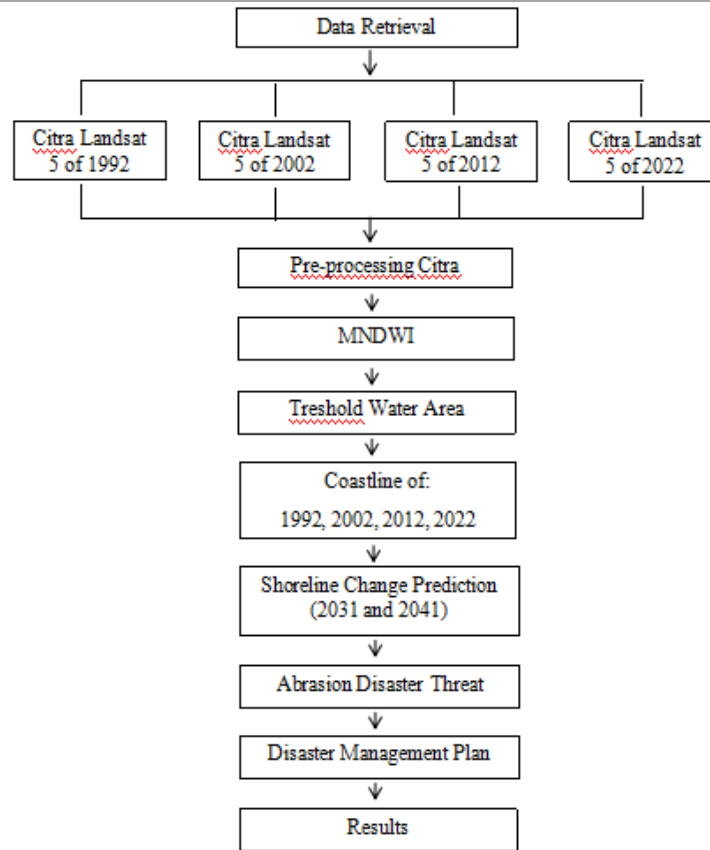 Data Retrieval
Citra Landsat
5 of 1992
Citra Landsat
5 of 2002
Citra Landsat
5 of 2012
Citra Landsat
5 of 2022
Pre-processing Citra
MNDWI
Treshold Water Area
Coastline of:
1992, 2002, 2012, 2022
Shoreline Change Prediction
(2031 and 2041)
Abrasion Disaster Threat
Disaster Management Plan
Results